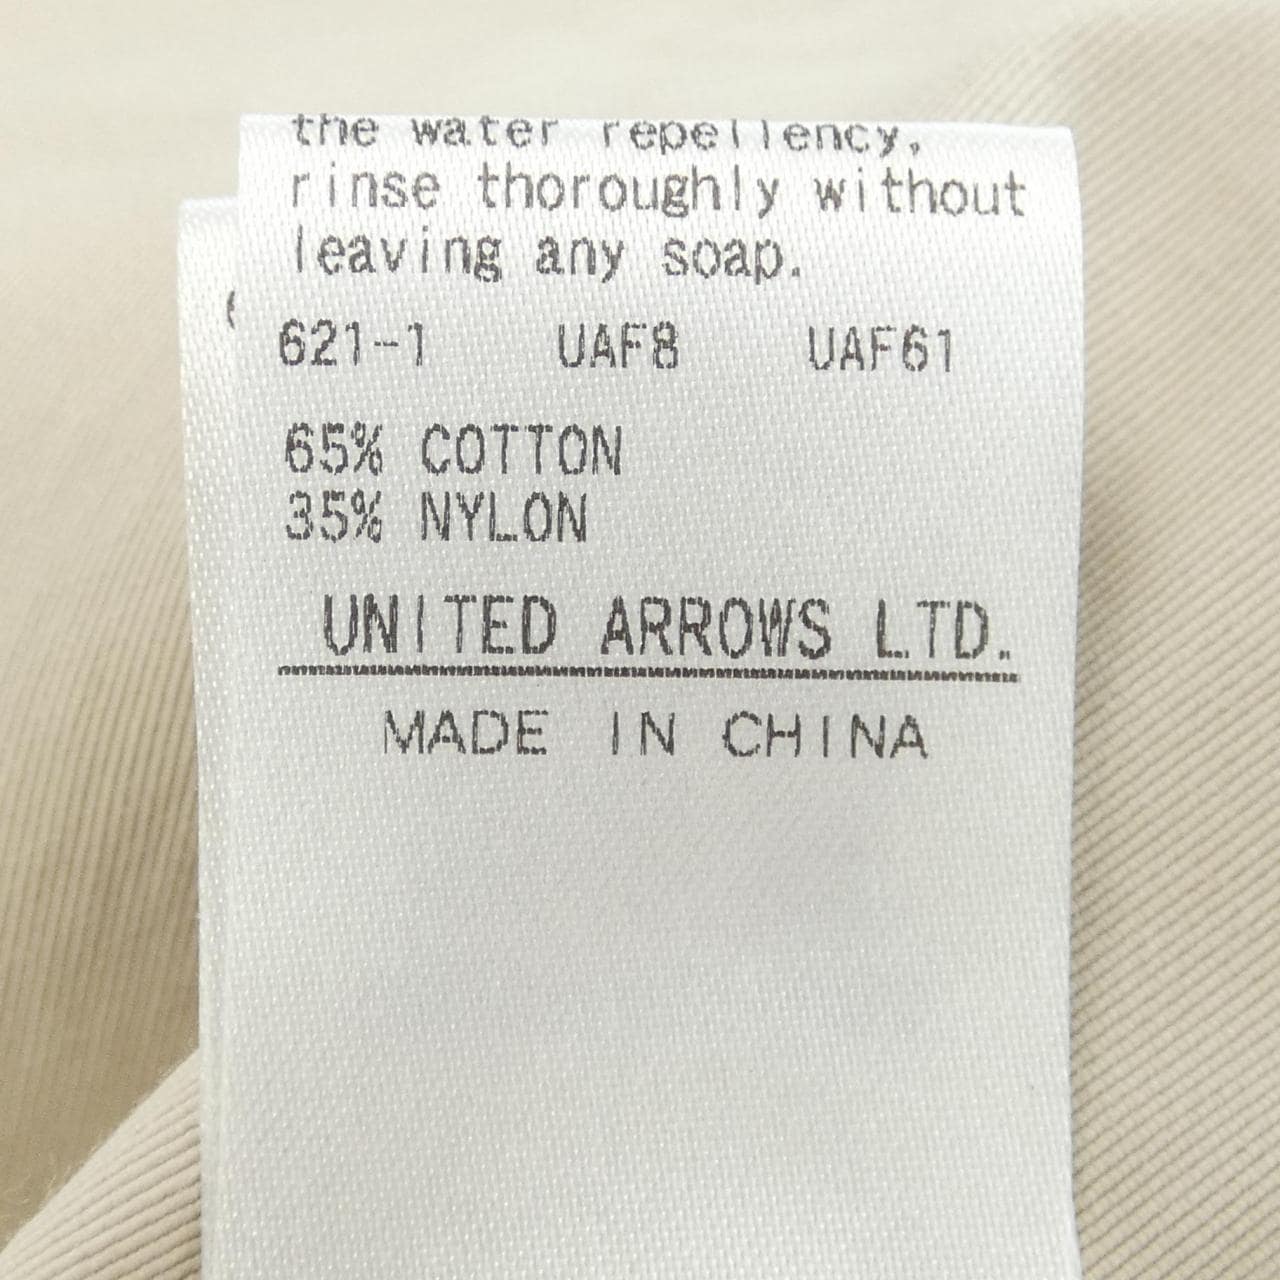 the water repellency,
rinse thoroughly without
leaving any soap.
621-1 UAF8 UAF61
65% COTTON
35% NYLON
UNITED ARROWS LTD.
MADE IN CHINA